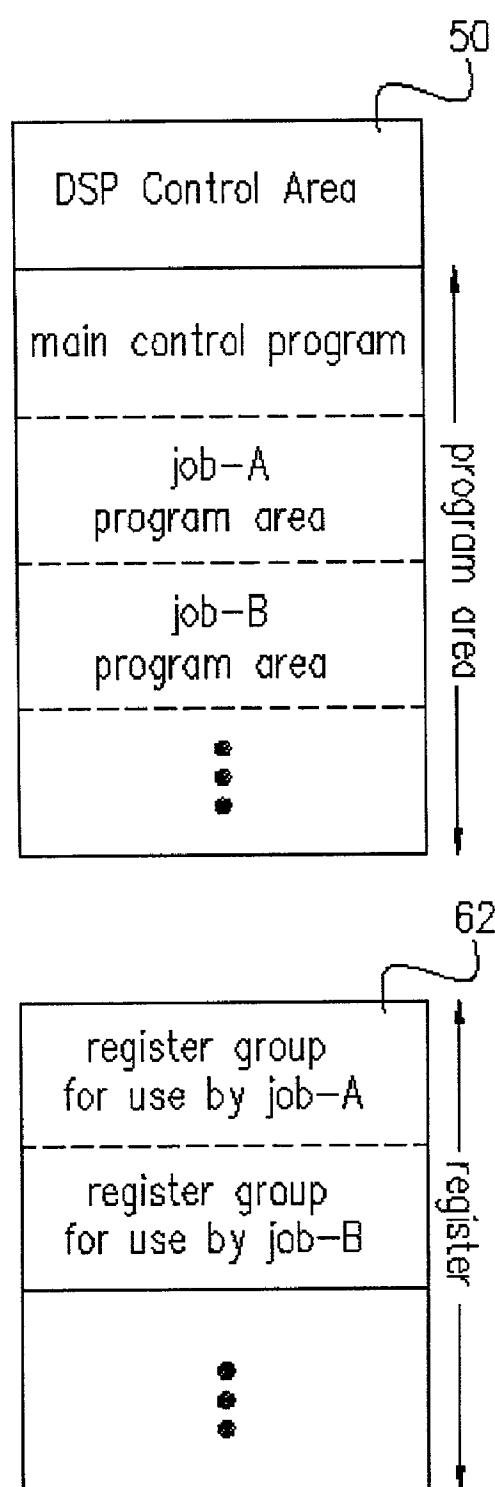 50
DSP Control Area
main control program
job-A
program area
job-B
program area
program area
62
register group
for use by job-A
register group
for use by job-B
register